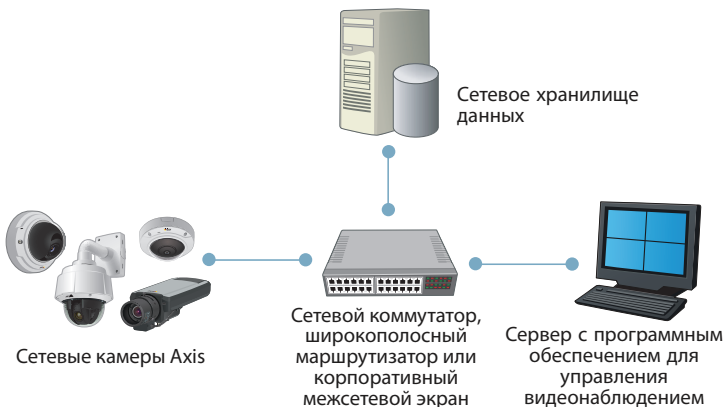 Сетевое хранилище
данных
Сетевые камеры Axis
Сетевой коммутатор,
широкополосный
маршрутизатор или
корпоративный
межсетевой экран
Сервер с программным
обеспечением для
управления
видеонаблюдением